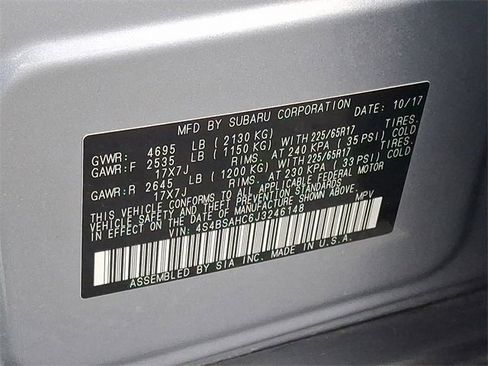 MFD BY SUBARU CORPORATION DATE: 10/17
GVWR: 4695 LB (2130 KG)
GAWR:F 2535 LB (1150 KG) WITH 225/65R17 TIRES.
17X7J RIMS. AT 240 KPA (35 PSI) COLD
GAWR:R 2645 LB (1200 KG) WITH 225/65R17 TIRES.
17X7J RIMS. AT 230 KPA (33 PSI) COLD
THIS VEHICLE CONFORMS TO ALL APPLICABLE FEDERAL MOTOR
VEHICLE SAFETY AND THEFT PREVENTION STANDARDS
IN EFFECT ON THE DATE OF MANUFACTURE SHOWN ABOVE.
VIN: 4S4BSAHC6J3246148 MPV
ASSEMBLED BY SIA INC. MADE IN U.S.A.